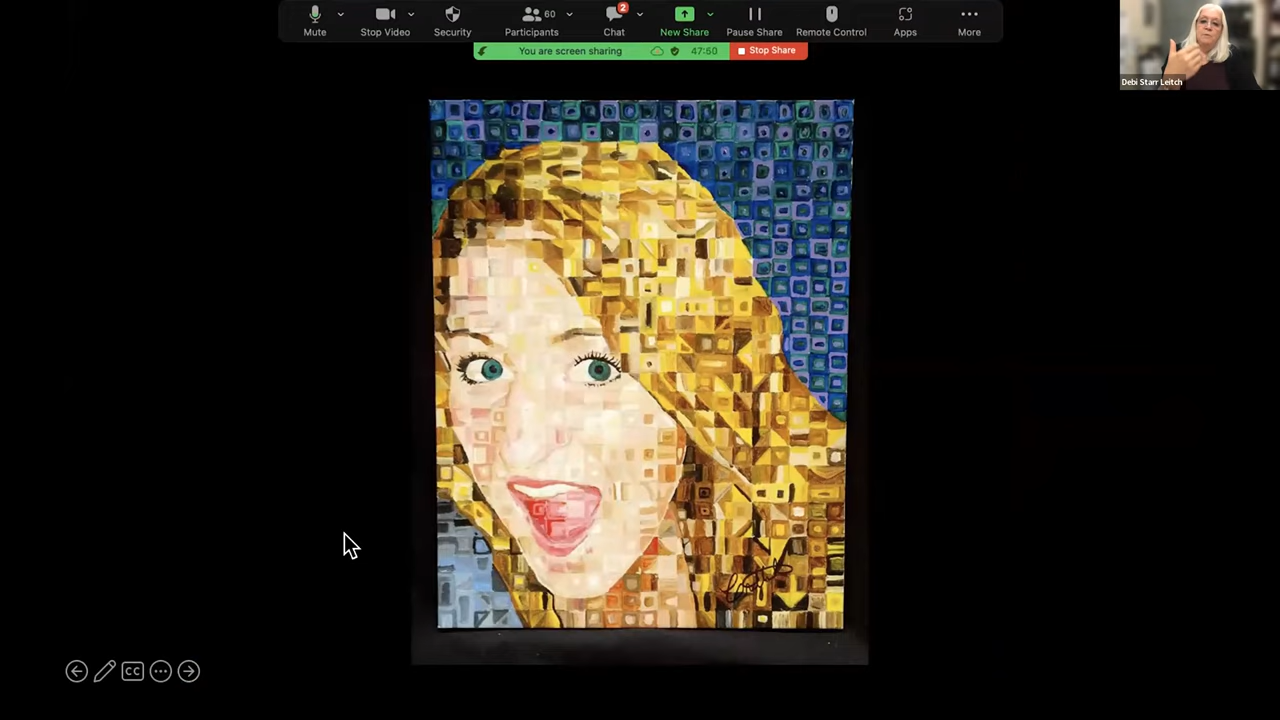 Mute
Stop Video
Security
60
Participants
2
Chat
New Share
Pause Share
Remote Control
Apps
More
You are screen sharing
47:50
Stop Share
Debi Starr Leitch
CC